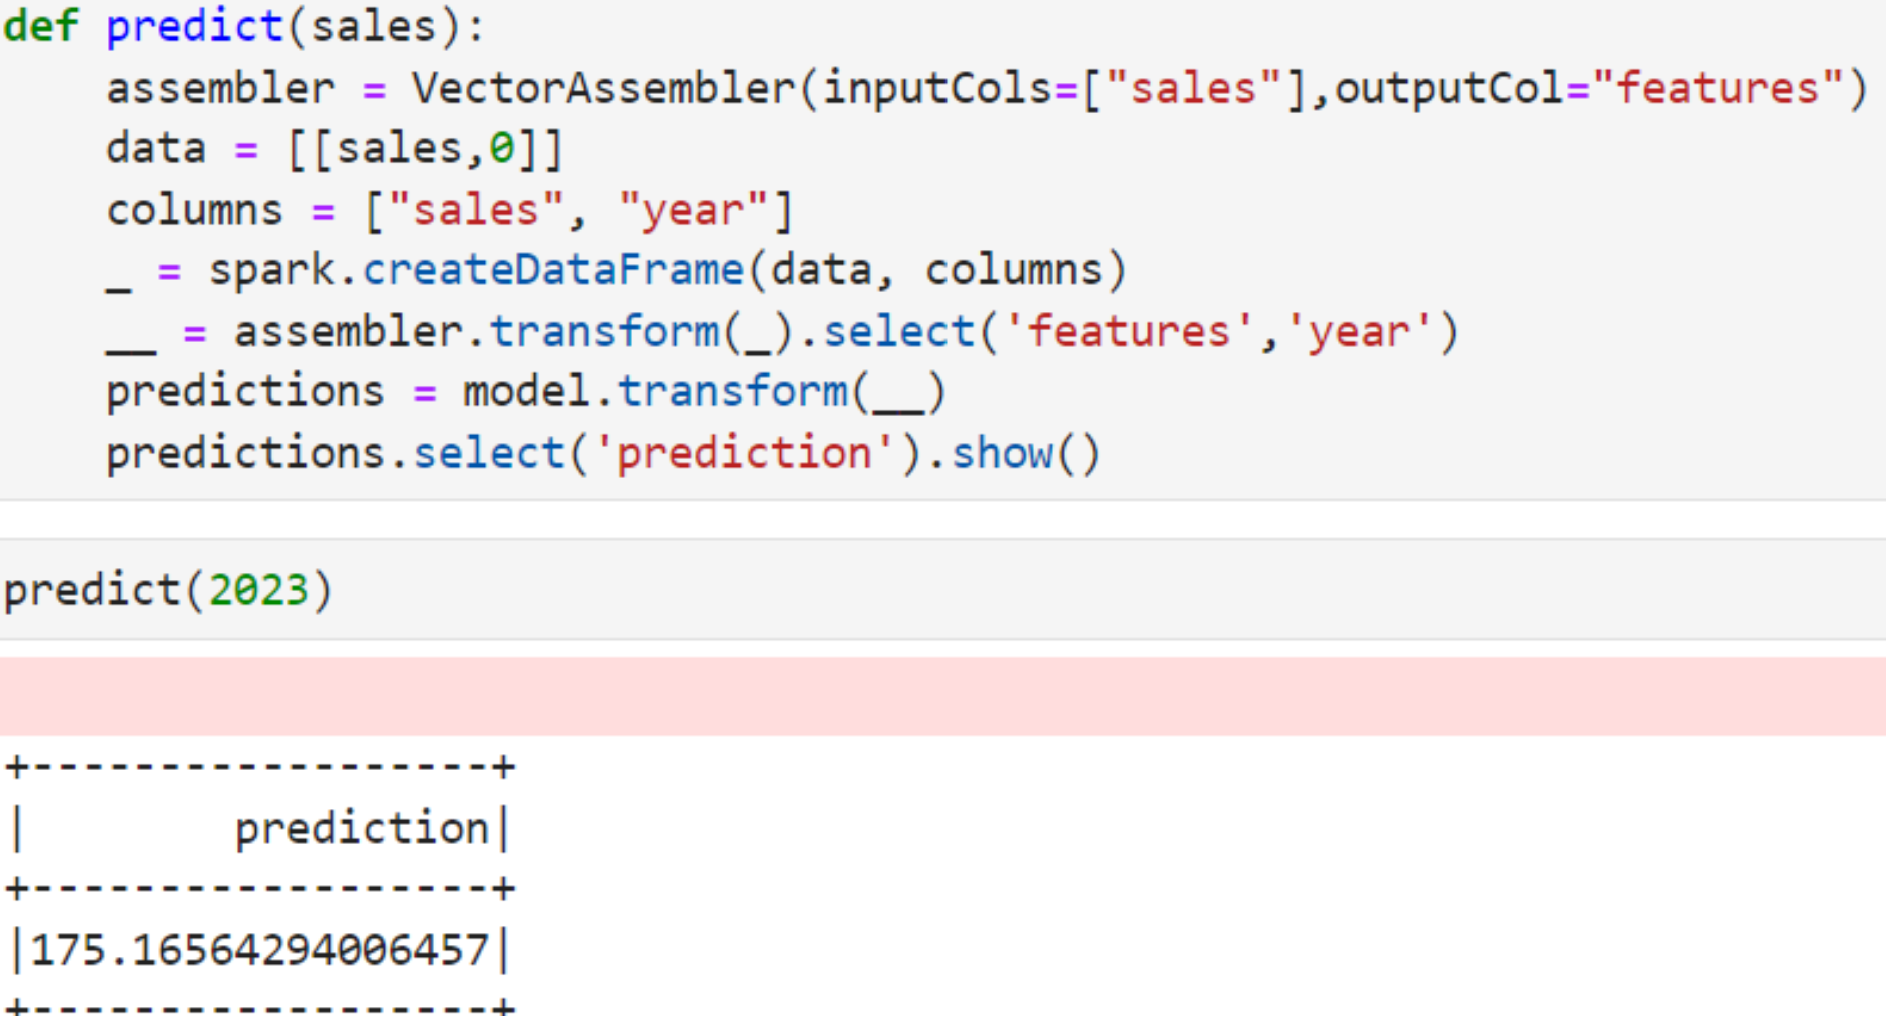 def predict(sales):
    assembler = VectorAssembler(inputCols=["sales"],outputCol="features")
    data = [[sales,0]]
    columns = ["sales", "year"]
    _ = spark.createDataFrame(data, columns)
    __ = assembler.transform(_).select('features','year')
    predictions = model.transform(__)
    predictions.select('prediction').show()
predict(2023)
+------------------+
|        prediction|
+------------------+
|175.16564294006457|
+------------------+